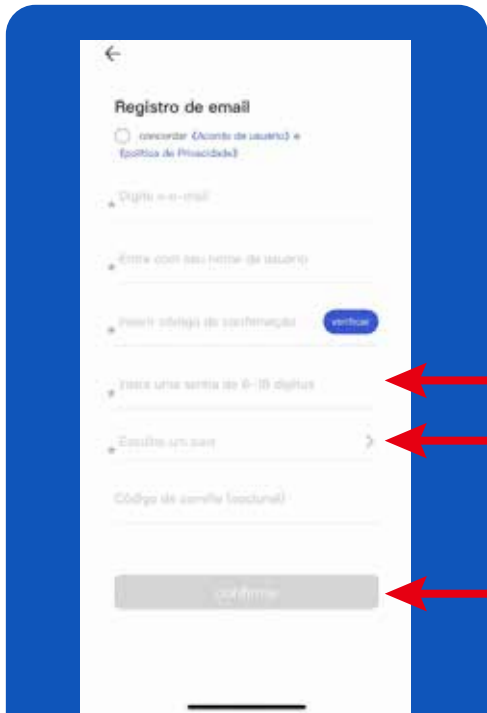 Registro de email
concordar 《Acordo de usuário》 e
《política de Privacidade》
* Digite o e-mail
* Entre com seu nome de usuário
* Inserir código de confirmação verificar
* Insira uma senha de 6-18 dígitos
* Escolha um país
Código de convite (opcional)
confirmar